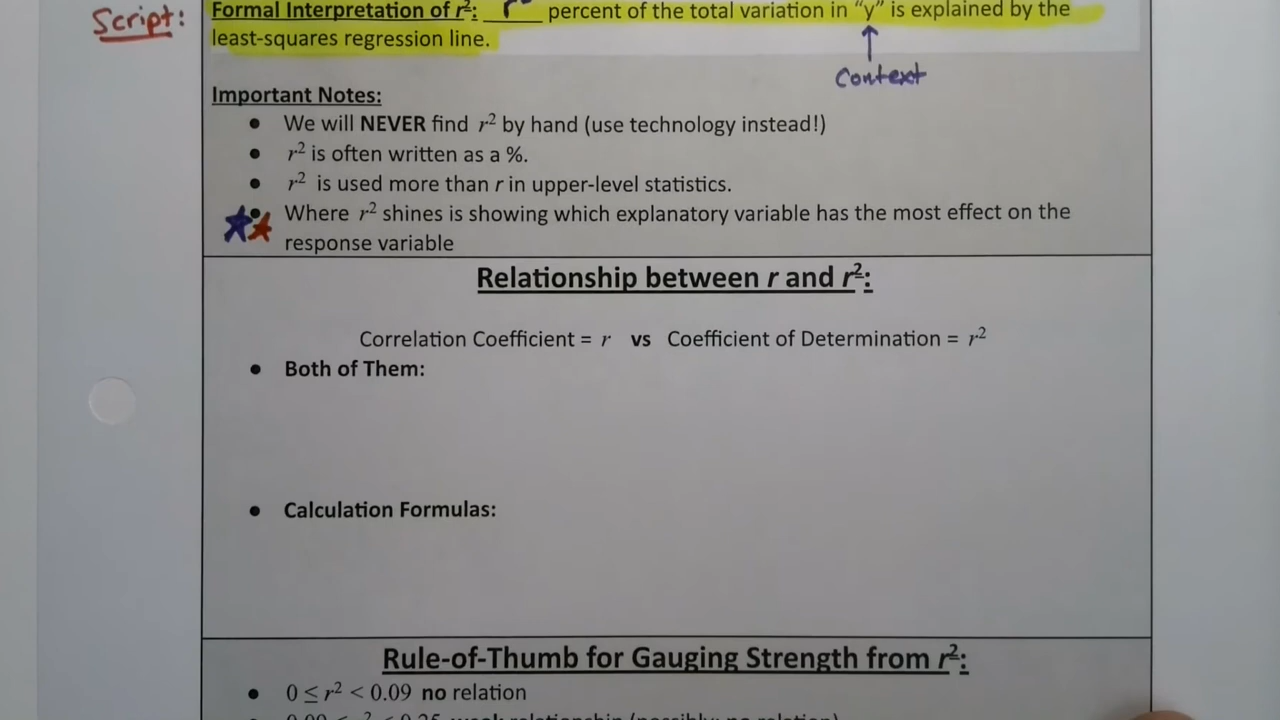 Script:
Formal Interpretation of r²: ____ percent of the total variation in "y" is explained by the
least-squares regression line.
Context
Important Notes:
• We will NEVER find r² by hand (use technology instead!)
• r² is often written as a %.
• r² is used more than r in upper-level statistics.
• Where r² shines is showing which explanatory variable has the most effect on the
response variable
Relationship between r and r²:
Correlation Coefficient = r vs Coefficient of Determination = r²
• Both of Them:
• Calculation Formulas:
Rule-of-Thumb for Gauging Strength from r²:
• 0 ≤ r² < 0.09 no relation